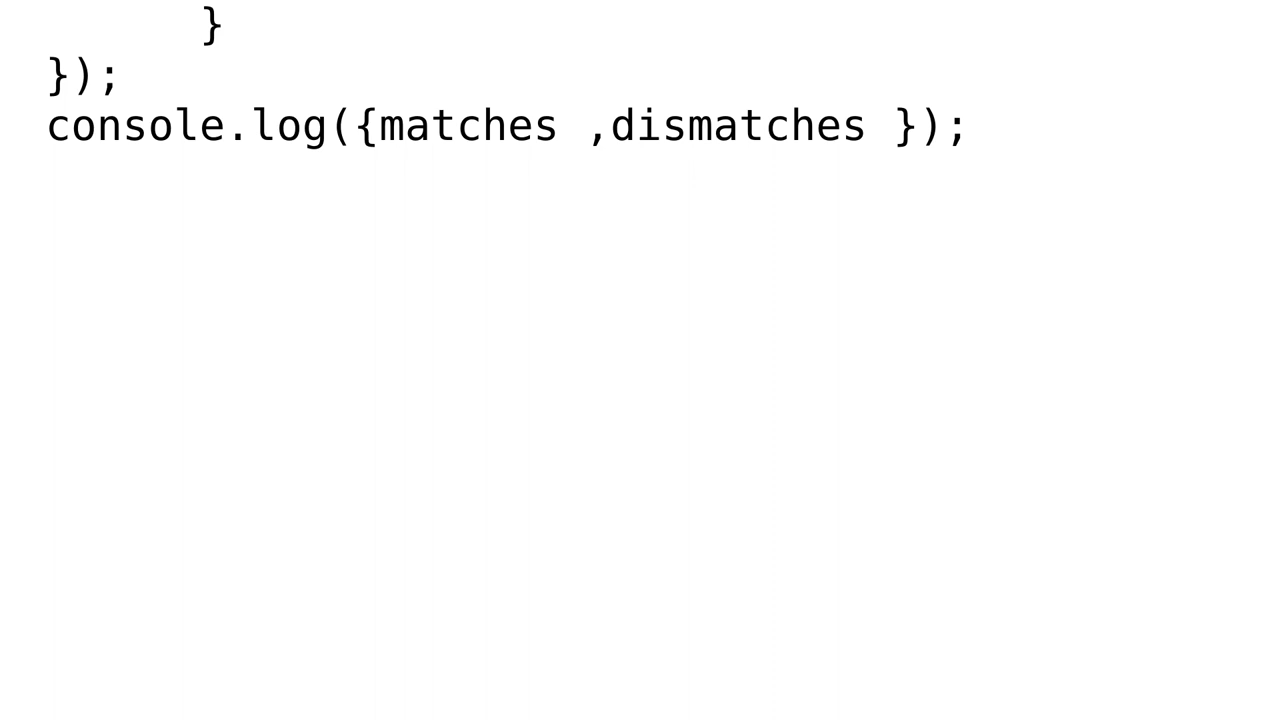 }
});
console.log({matches ,dismatches });